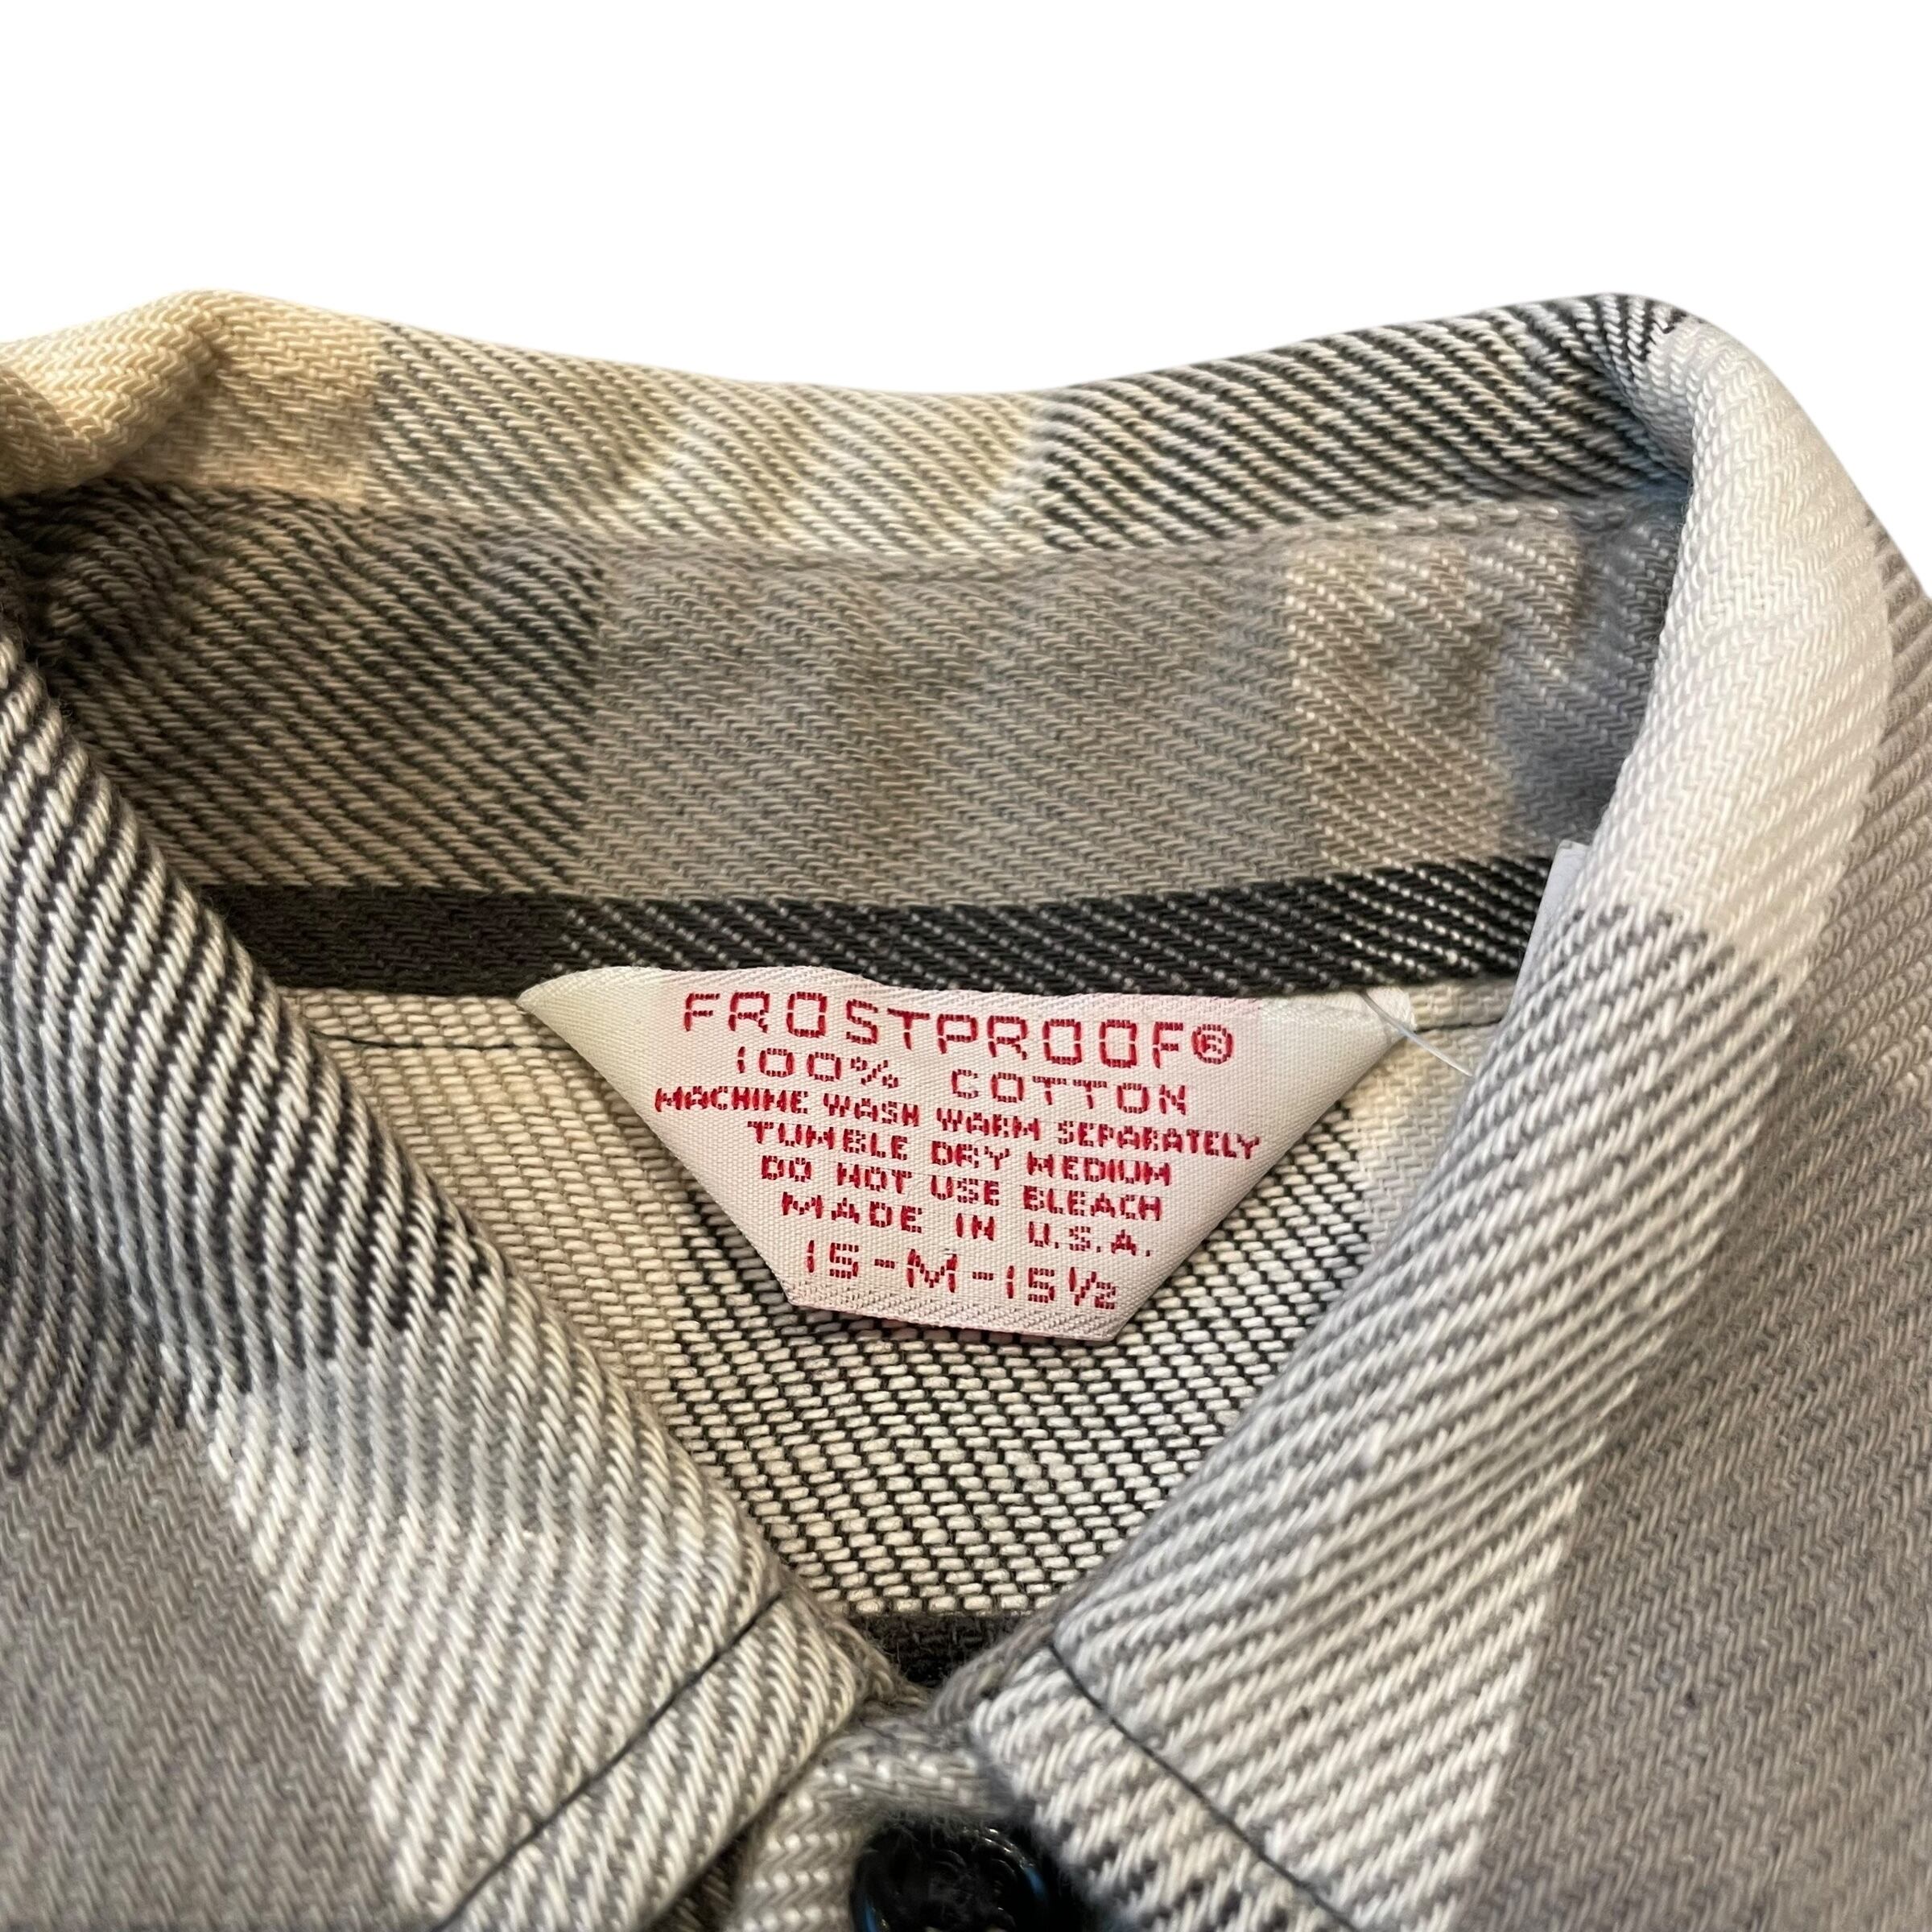 FROSTPROOF®
100% COTTON
MACHINE WASH WARM SEPARATELY
TUMBLE DRY MEDIUM
DO NOT USE BLEACH
MADE IN U.S.A.
15-M-15½